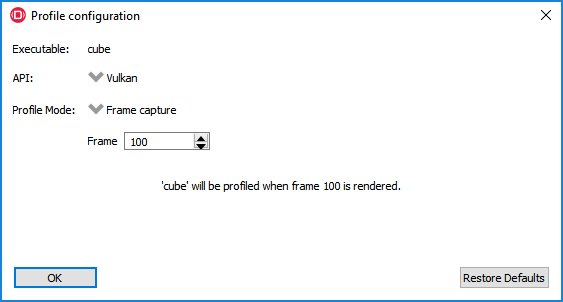 Profile configuration
Executable: cube
API: Vulkan
Profile Mode: Frame capture
Frame 100
'cube' will be profiled when frame 100 is rendered.
OK Restore Defaults